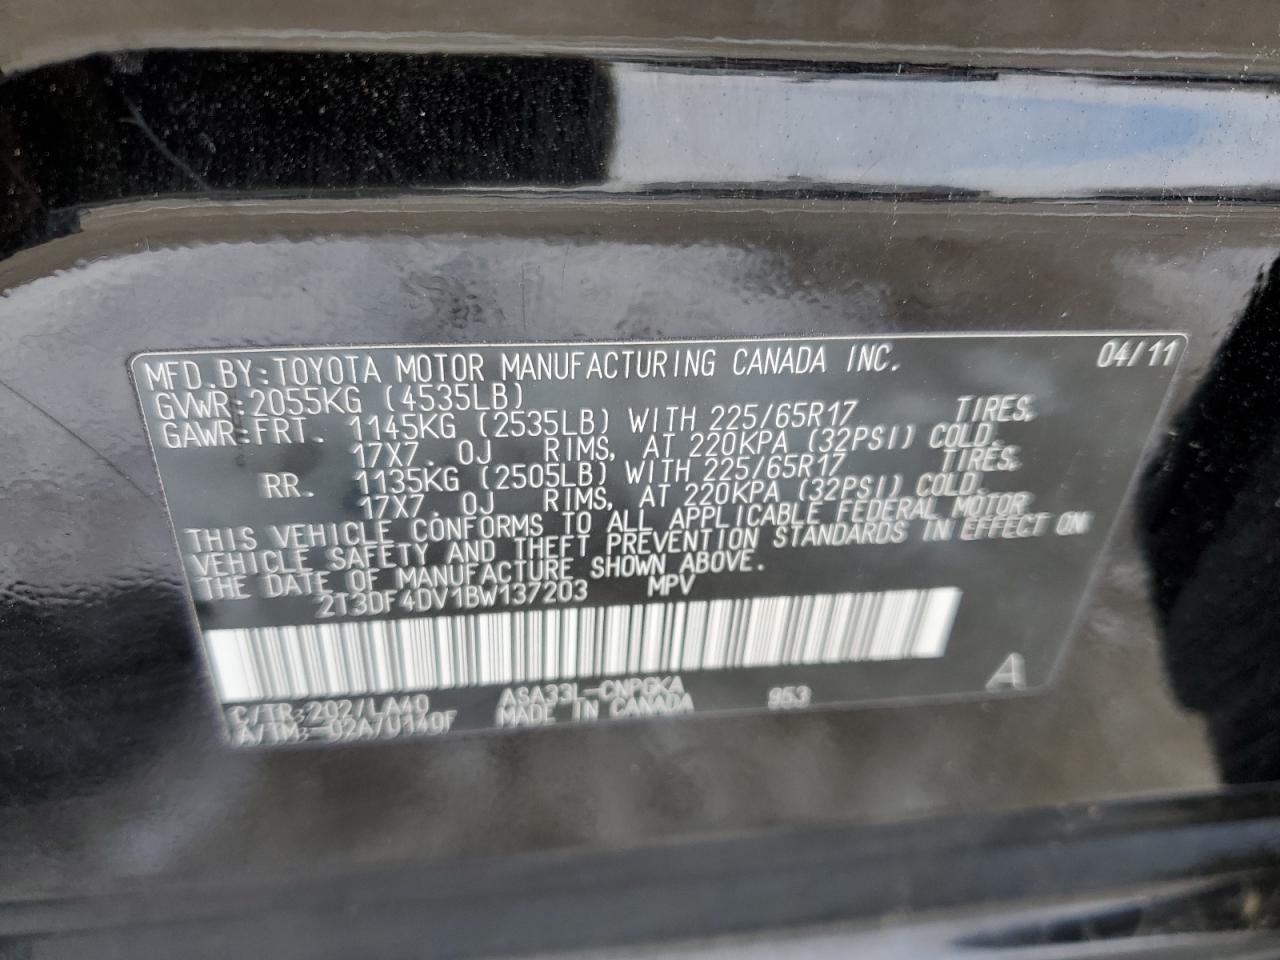 MFD.BY:TOYOTA MOTOR MANUFACTURING CANADA INC. 04/11
GVWR:2055KG (4535LB)
GAWR:FRT. 1145KG (2535LB) WITH 225/65R17 TIRES,
17X7.0J RIMS, AT 220KPA (32PSI) COLD.
RR. 1135KG (2505LB) WITH 225/65R17 TIRES,
17X7.0J RIMS, AT 220KPA (32PSI) COLD.
THIS VEHICLE CONFORMS TO ALL APPLICABLE FEDERAL MOTOR
VEHICLE SAFETY AND THEFT PREVENTION STANDARDS IN EFFECT ON
THE DATE OF MANUFACTURE SHOWN ABOVE.
2T3DF4DV1BW137203 MPV
C/TR:202/LA40 ASA33L-CNPGKA 953 A
A/TM:-02A/U140F MADE IN CANADA